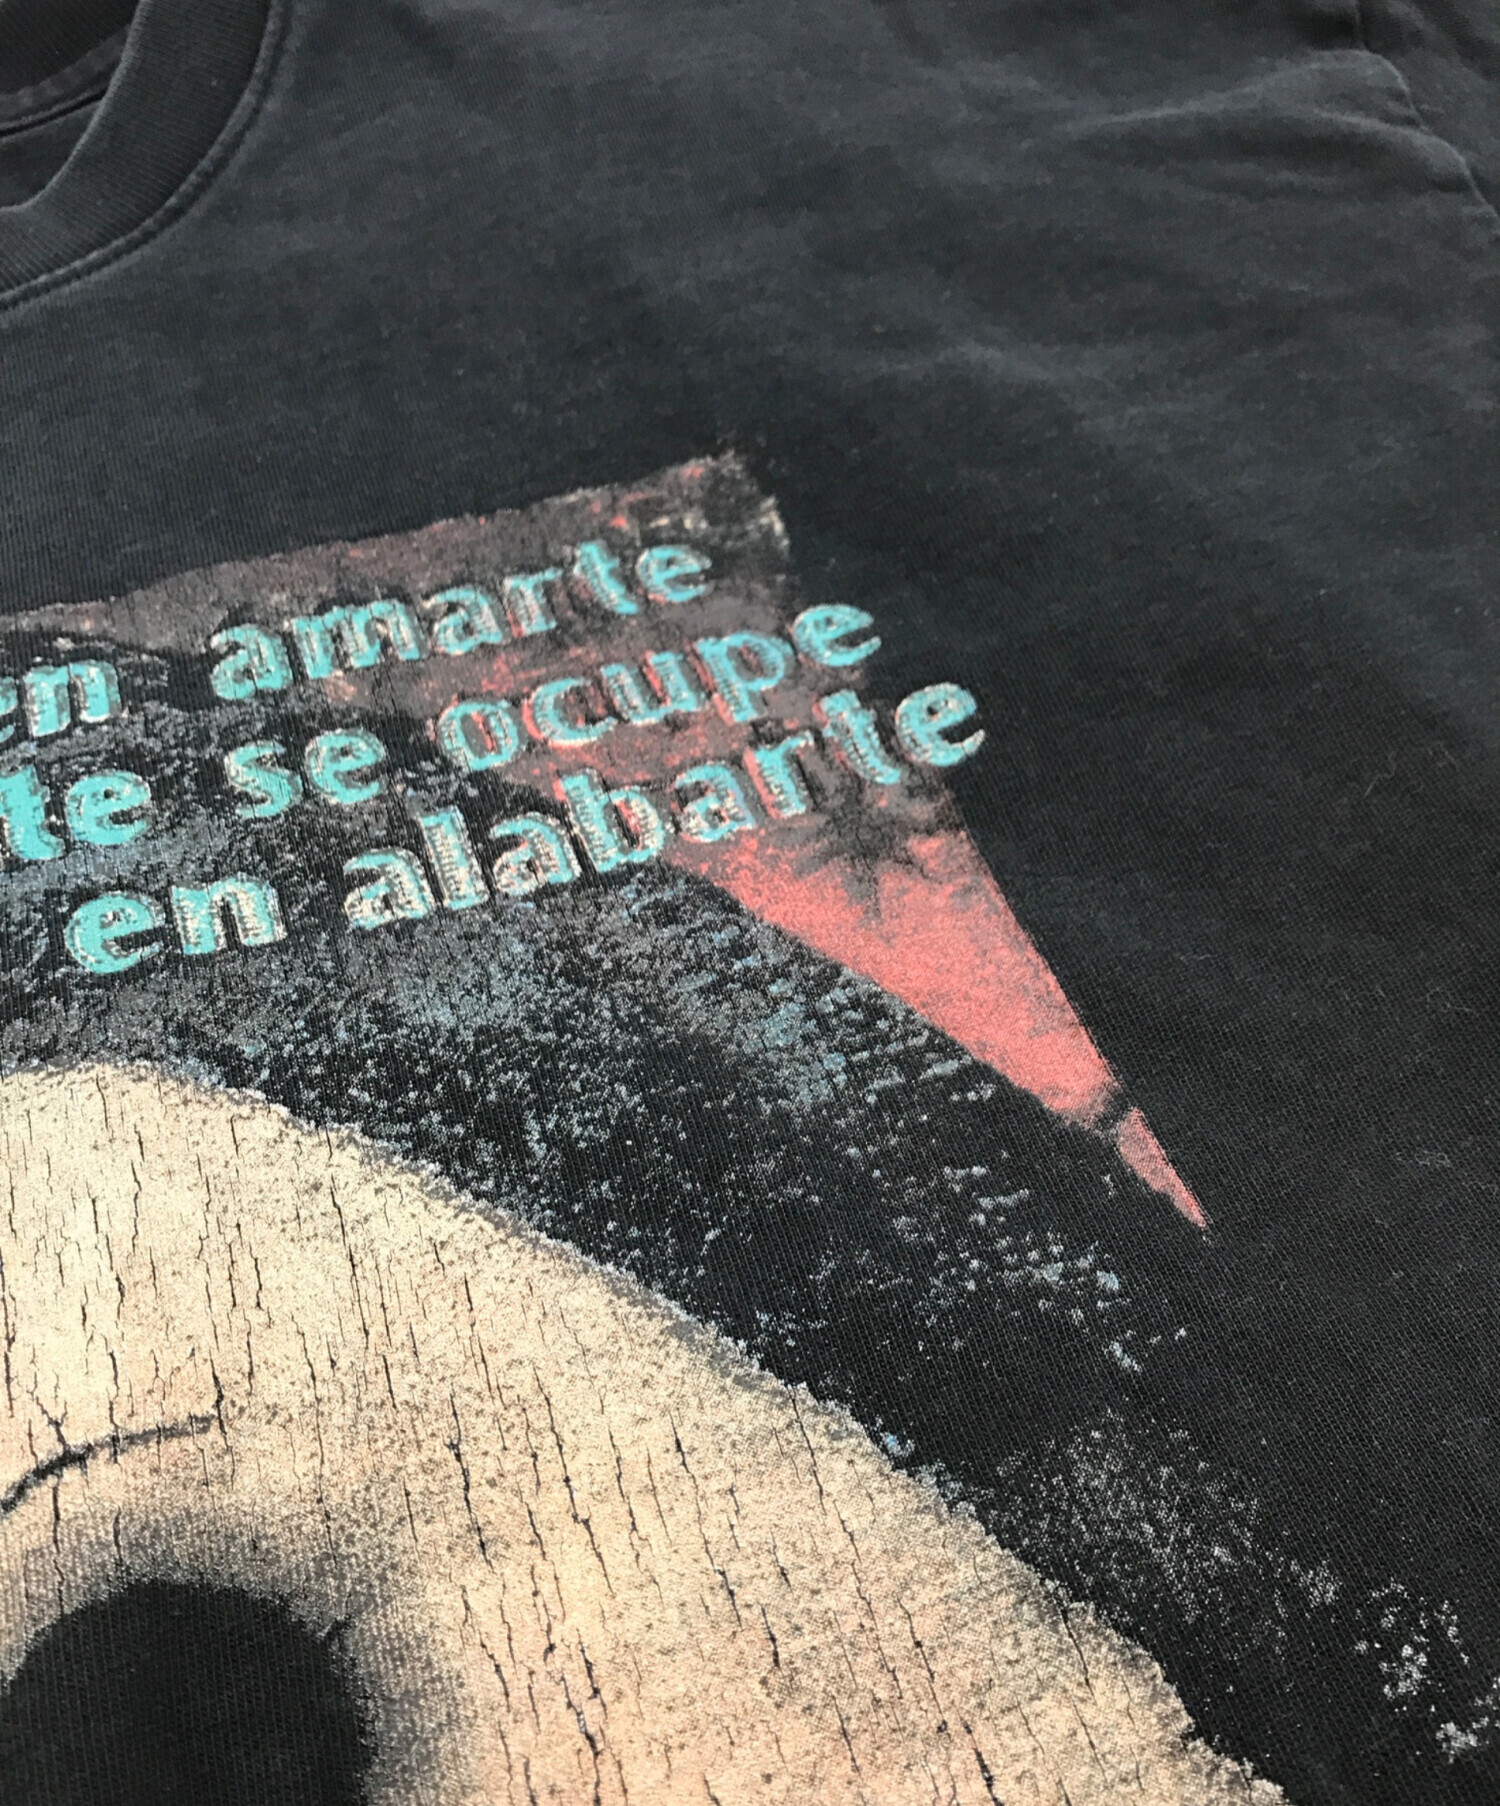 en amarte
te se ocupe
en alabarte